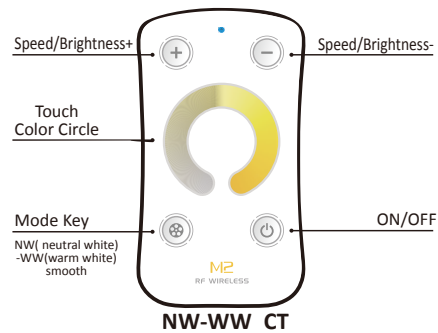 Speed/Brightness+
Speed/Brightness-
Touch
Color Circle
Mode Key
NW( neutral white)
-WW(warm white)
smooth
ON/OFF
M2
RF WIRELESS
NW-WW CT